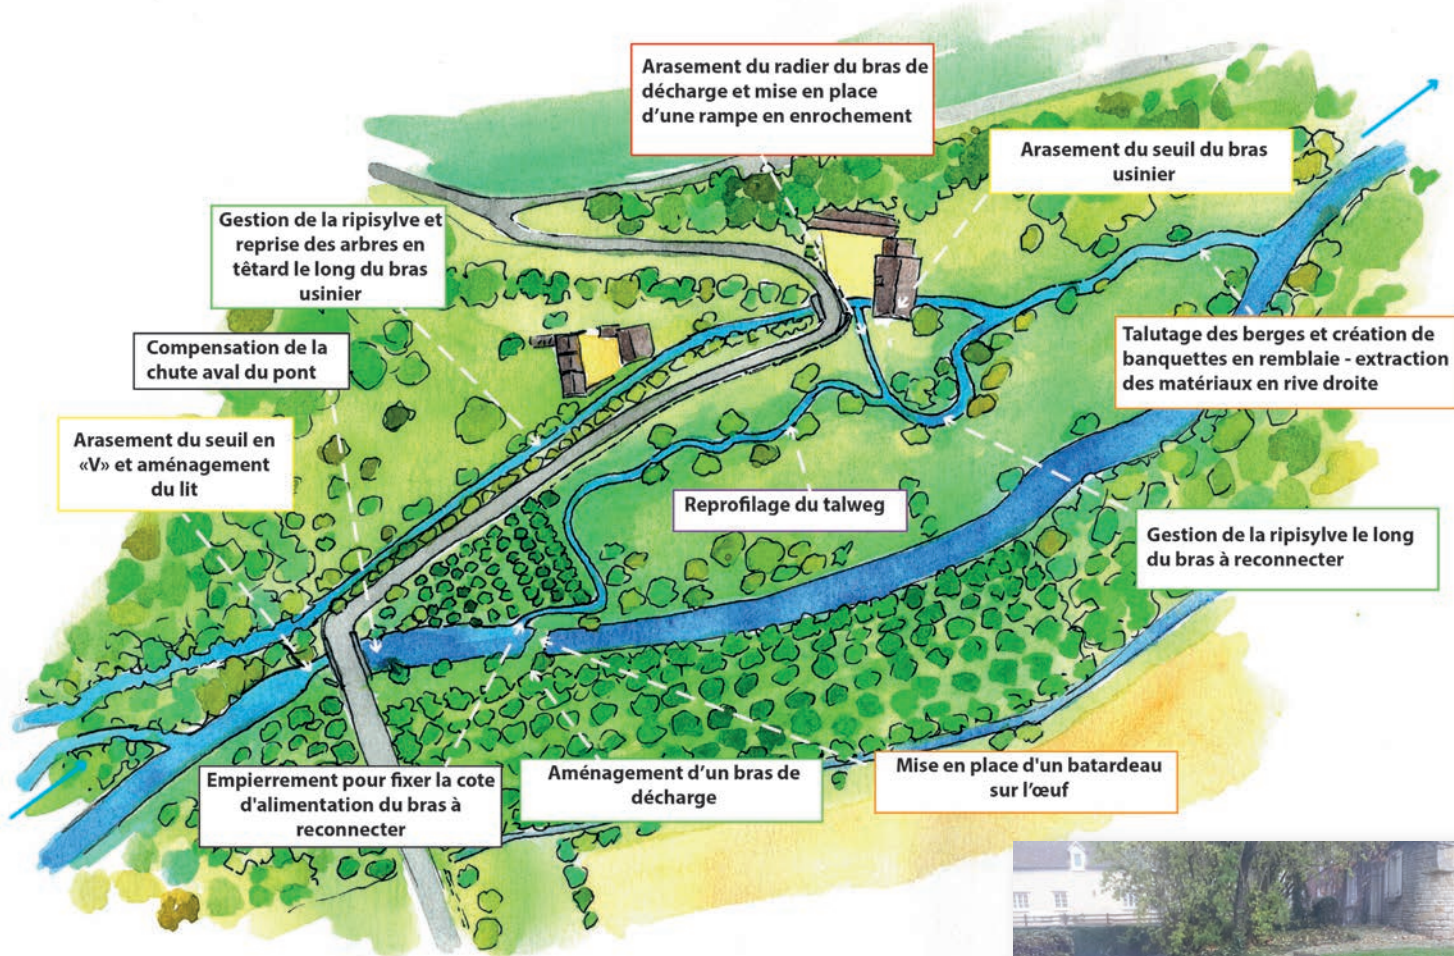 Arasement du radier du bras de
décharge et mise en place
d'une rampe en enrochement
Arasement du seuil du bras
usinier
Gestion de la ripisylve et
reprise des arbres en
têtard le long du bras
usinier
Talutage des berges et création de
banquettes en remblaie - extraction
des matériaux en rive droite
Compensation de la
chute aval du pont
Arasement du seuil en
«V» et aménagement
du lit
Reprofilage du talweg
Gestion de la ripisylve le long
du bras à reconnecter
Empierrement pour fixer la cote
d'alimentation du bras à
reconnecter
Aménagement d'un bras de
décharge
Mise en place d'un batardeau
sur l'œuf